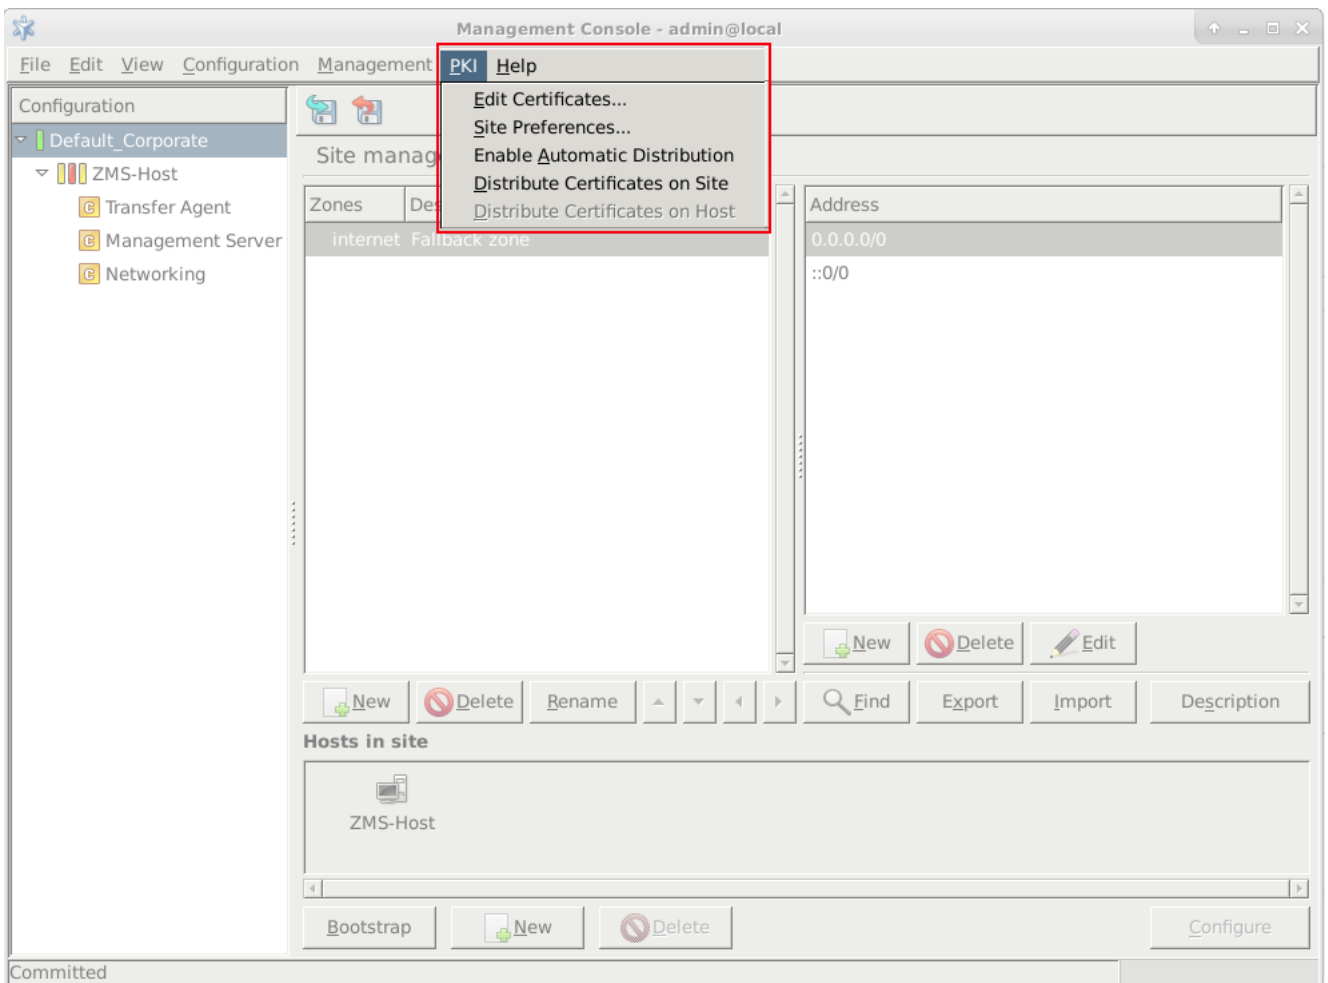 Management Console - admin@local
File Edit View Configuration Management PKI Help
Configuration
Default_Corporate
ZMS-Host
Transfer Agent
Management Server
Networking
Edit Certificates...
Site Preferences...
Enable Automatic Distribution
Distribute Certificates on Site
Distribute Certificates on Host
Site manag
Zones Des
internet Fallback zone
Address
0.0.0.0/0
::0/0
New Delete Edit
New Delete Rename Find Export Import Description
Hosts in site
ZMS-Host
Bootstrap New Delete Configure
Committed